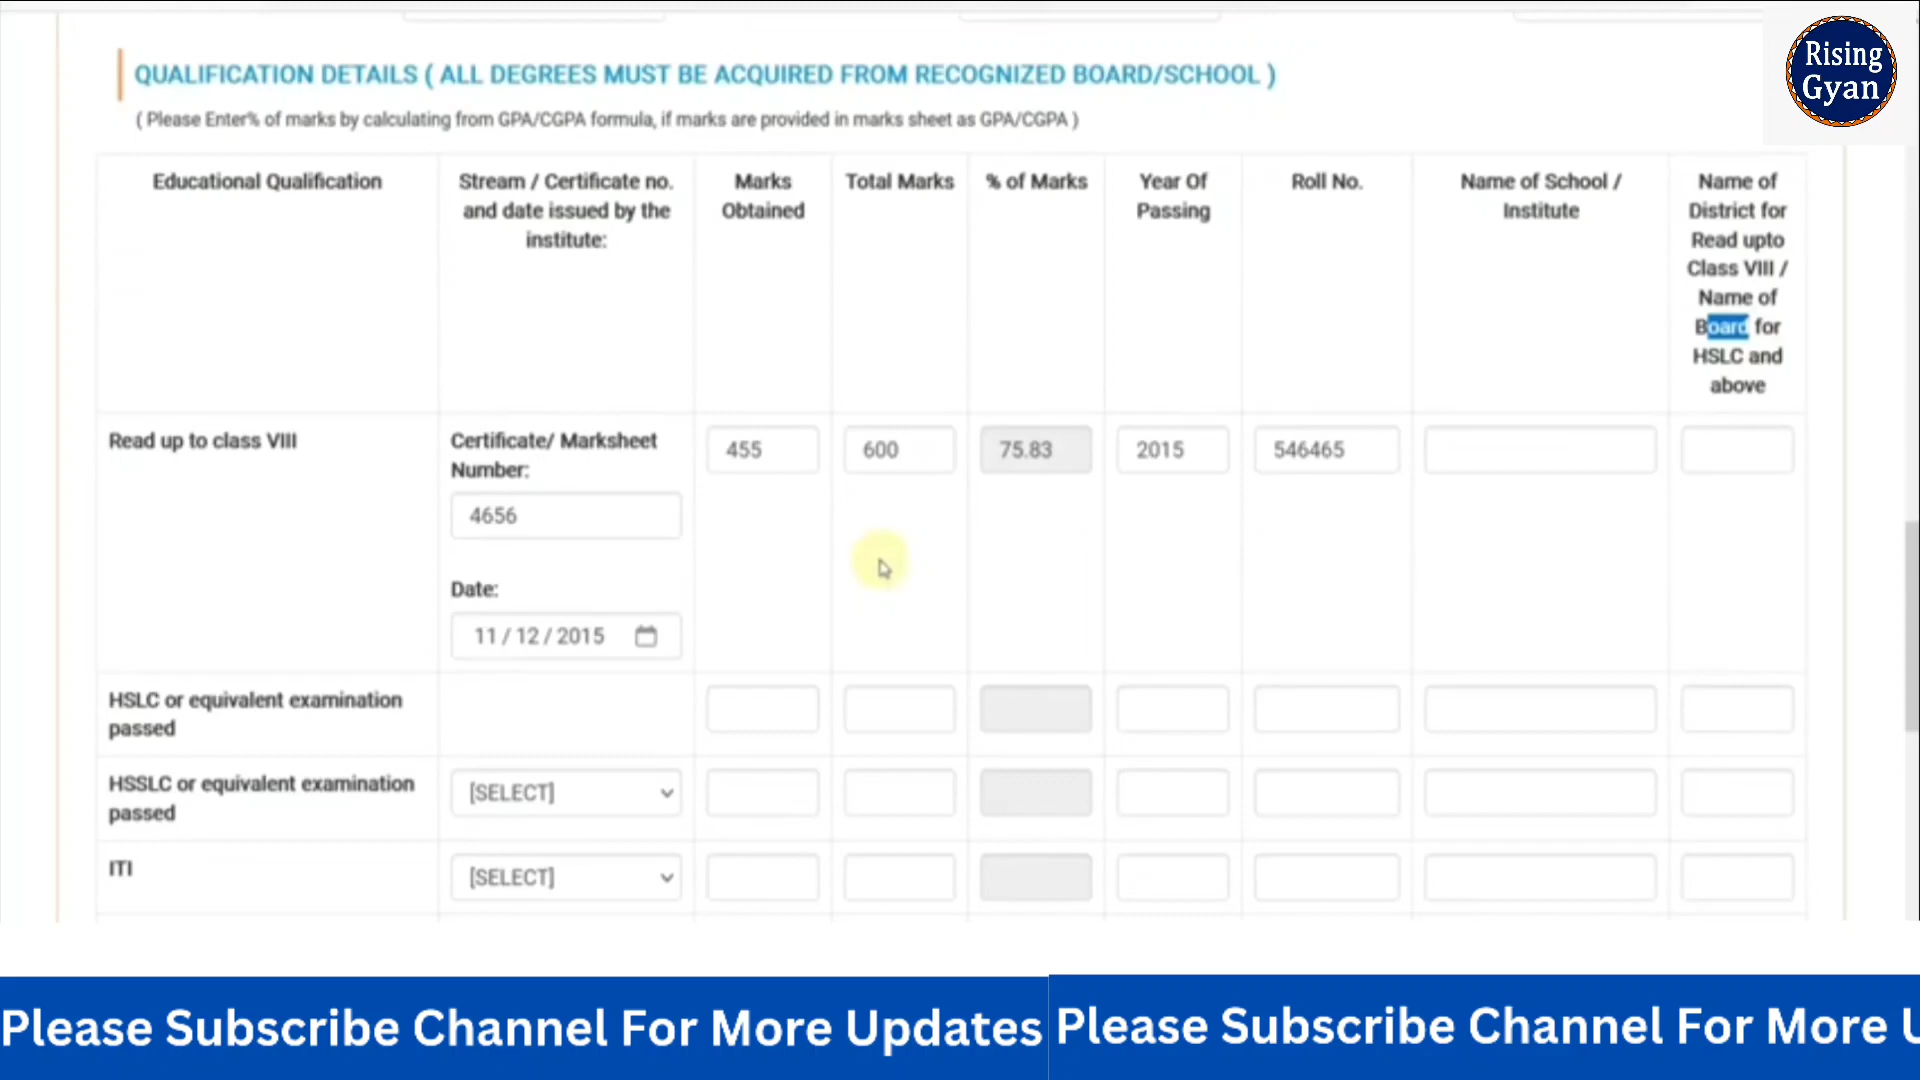 Rising
Gyan
QUALIFICATION DETAILS ( ALL DEGREES MUST BE ACQUIRED FROM RECOGNIZED BOARD/SCHOOL )
( Please Enter% of marks by calculating from GPA/CGPA formula, if marks are provided in marks sheet as GPA/CGPA )
Educational Qualification
Stream / Certificate no.
and date issued by the
institute:
Marks
Obtained
Total Marks
% of Marks
Year Of
Passing
Roll No.
Name of School /
Institute
Name of
District for
Read upto
Class VIII /
Name of
Board for
HSLC and
above
Read up to class VIII
Certificate/ Marksheet
Number:
4656
Date:
11 / 12 / 2015
455
600
75.83
2015
546465
HSLC or equivalent examination
passed
HSSLC or equivalent examination
passed
[SELECT]
ITI
[SELECT]
Please Subscribe Channel For More Updates
Please Subscribe Channel For More U